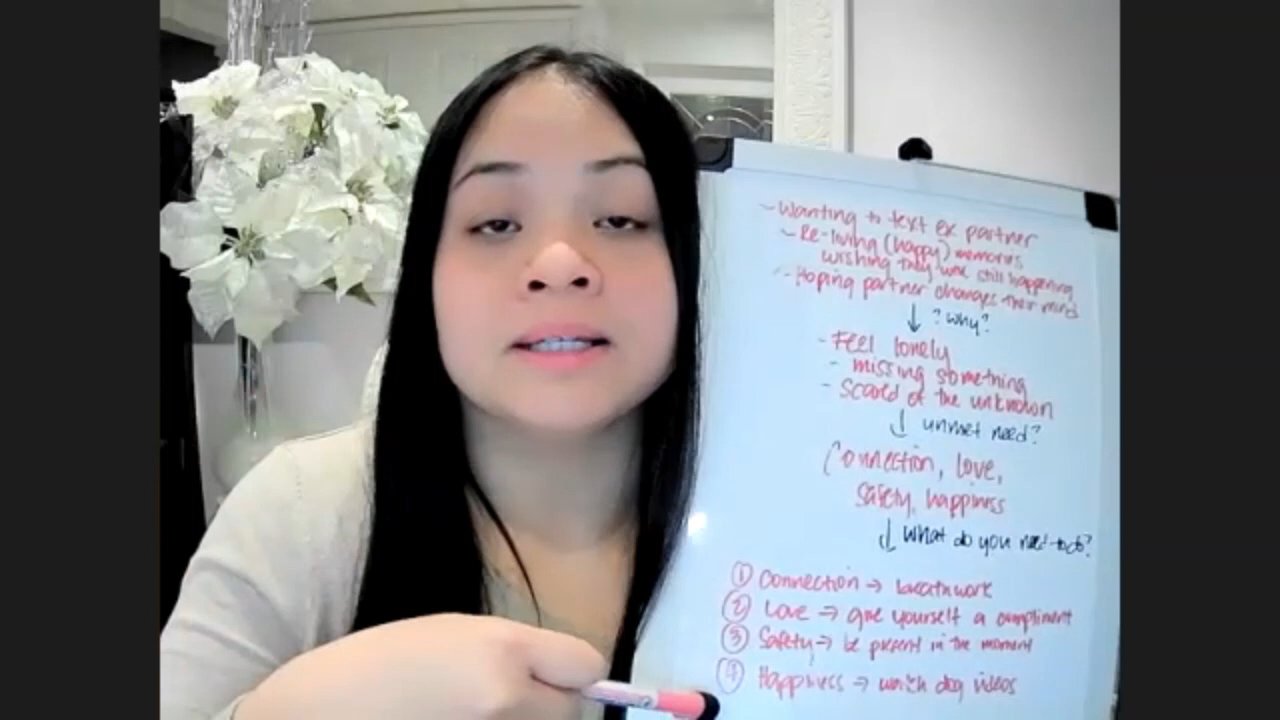 - Wanting to text ex partner
- Re-living (happy) memories
wishing they were still happening
- Hoping partner changes their mind
↓ ? why?
- Feel lonely
- missing something
- scared of the unknown
↓ unmet need?
Connection, love,
safety, happiness
↓ what do you need to do?
① Connection → breathwork
② Love → give yourself a compliment
③ Safety → be present in the moment
④ Happiness → watch dog videos